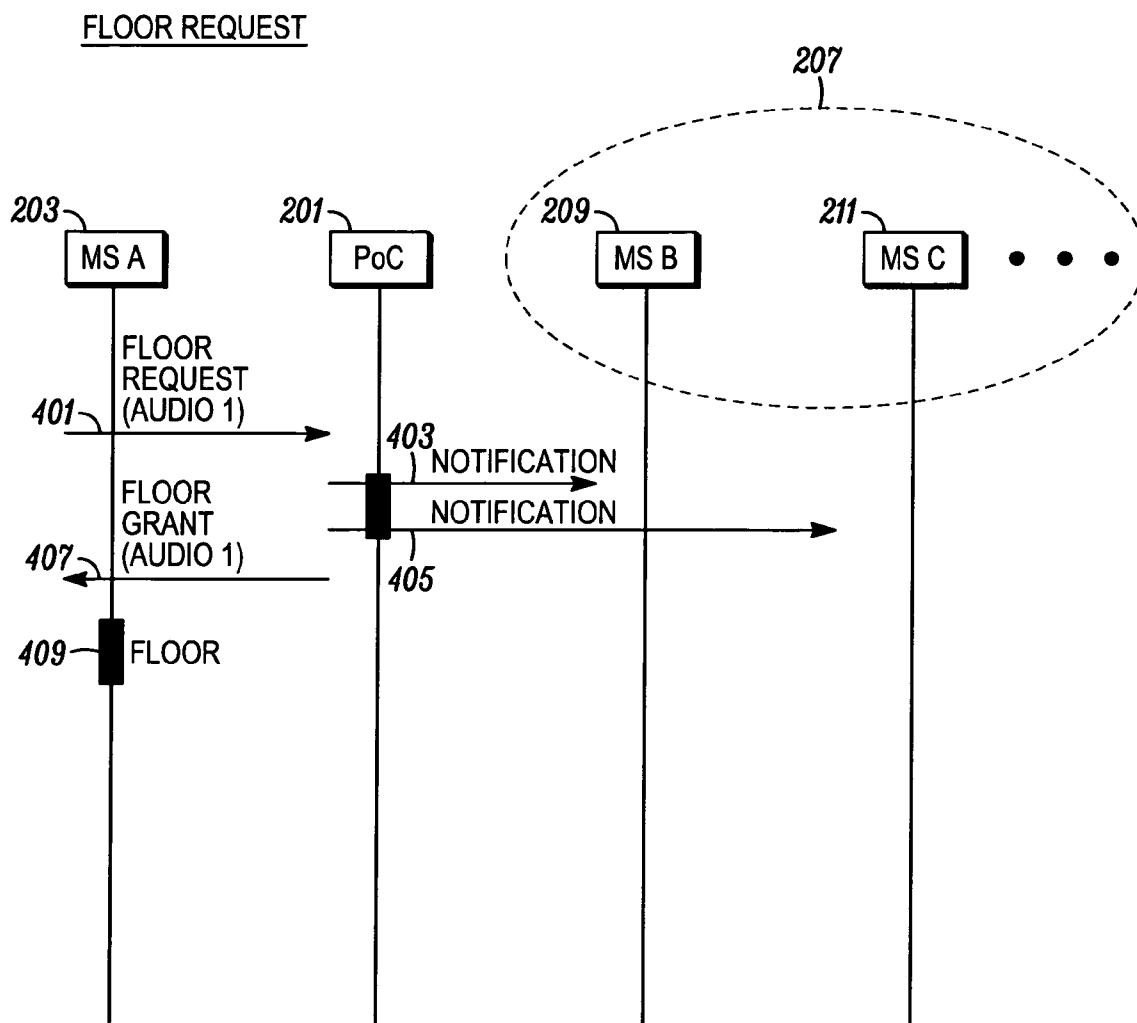 FLOOR REQUEST
207
203
201
209
211
MS A
PoC
MS B
MS C
FLOOR
REQUEST
(AUDIO 1)
401
403
NOTIFICATION
FLOOR
GRANT
(AUDIO 1)
NOTIFICATION
407
405
409
FLOOR